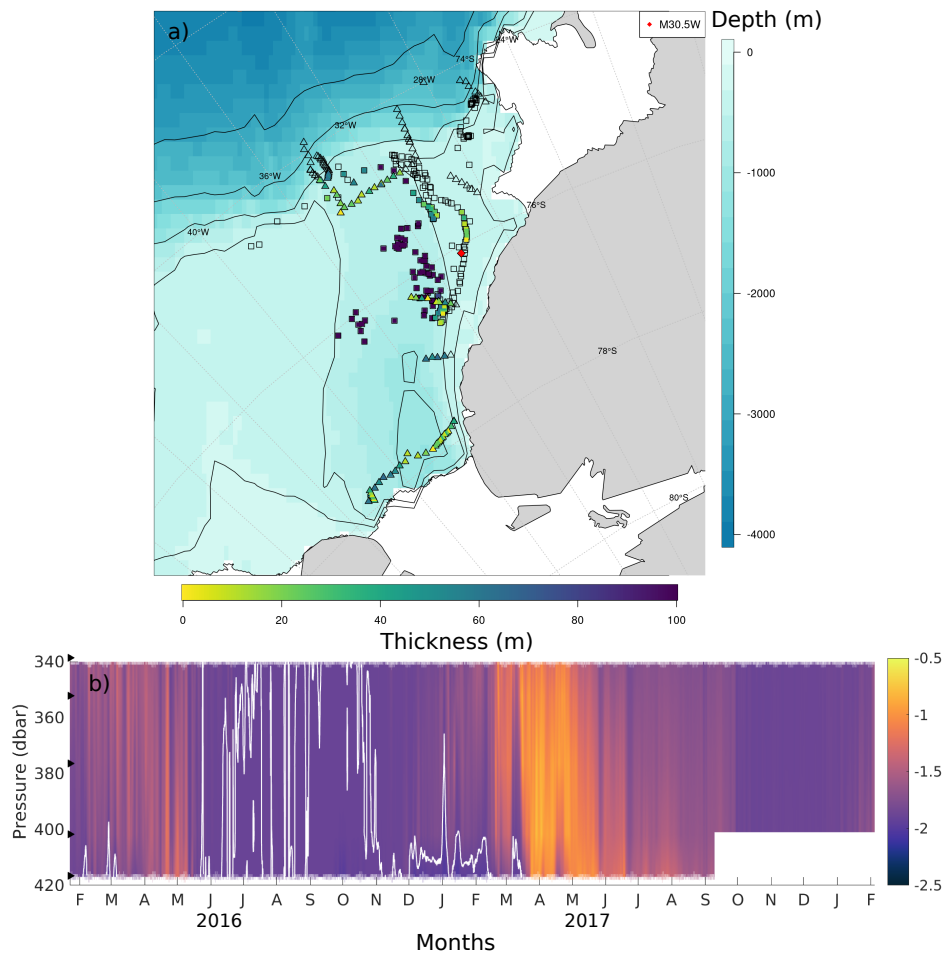 a)
M30.5W
Depth (m)
24°W
74°S
28°W
32°W
36°W
40°W
76°S
78°S
80°S
0
-1000
-2000
-3000
-4000
0 20 40 60 80 100
Thickness (m)
b)
340
360
380
400
420
Pressure (dbar)
-0.5
-1
-1.5
-2
-2.5
F M A M J J A S O N D J F M A M J J A S O N D J F
2016 2017
Months